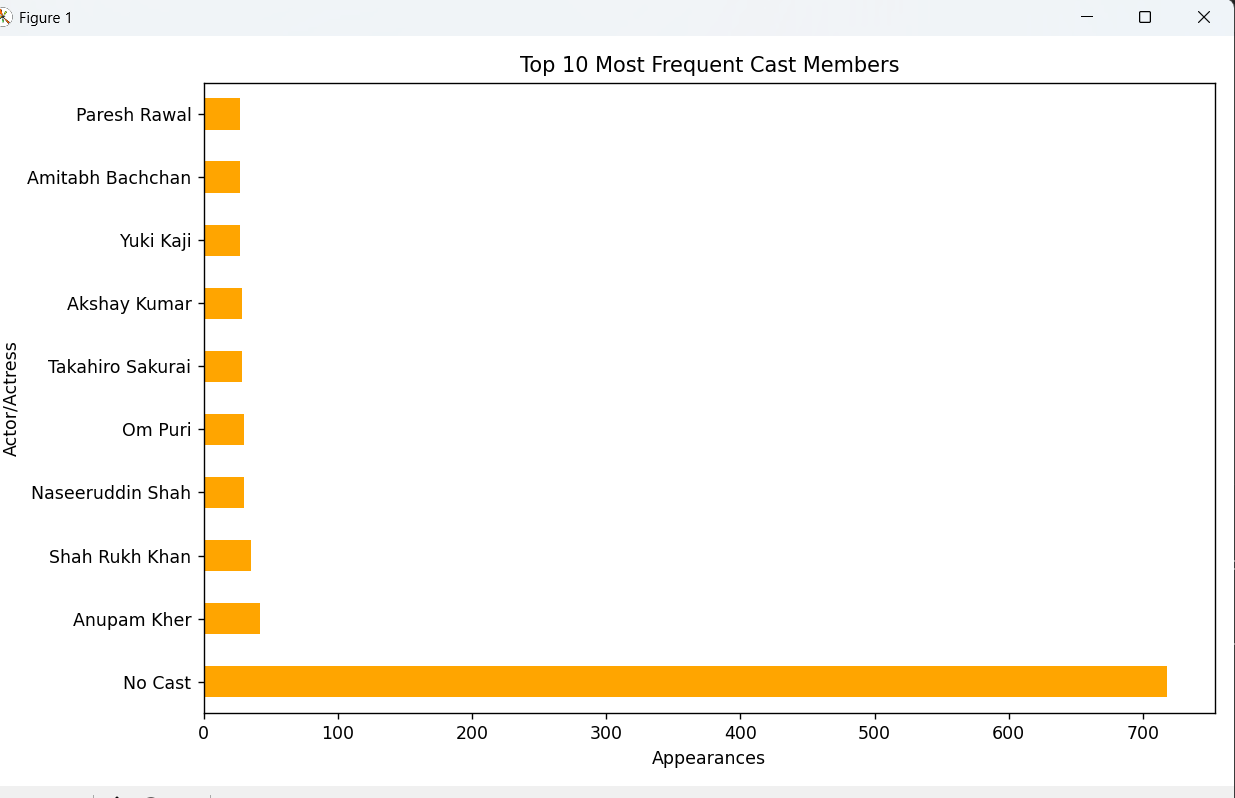 Figure 1
Top 10 Most Frequent Cast Members
Paresh Rawal
Amitabh Bachchan
Yuki Kaji
Akshay Kumar
Takahiro Sakurai
Om Puri
Naseeruddin Shah
Shah Rukh Khan
Anupam Kher
No Cast
Actor/Actress
0 100 200 300 400 500 600 700
Appearances